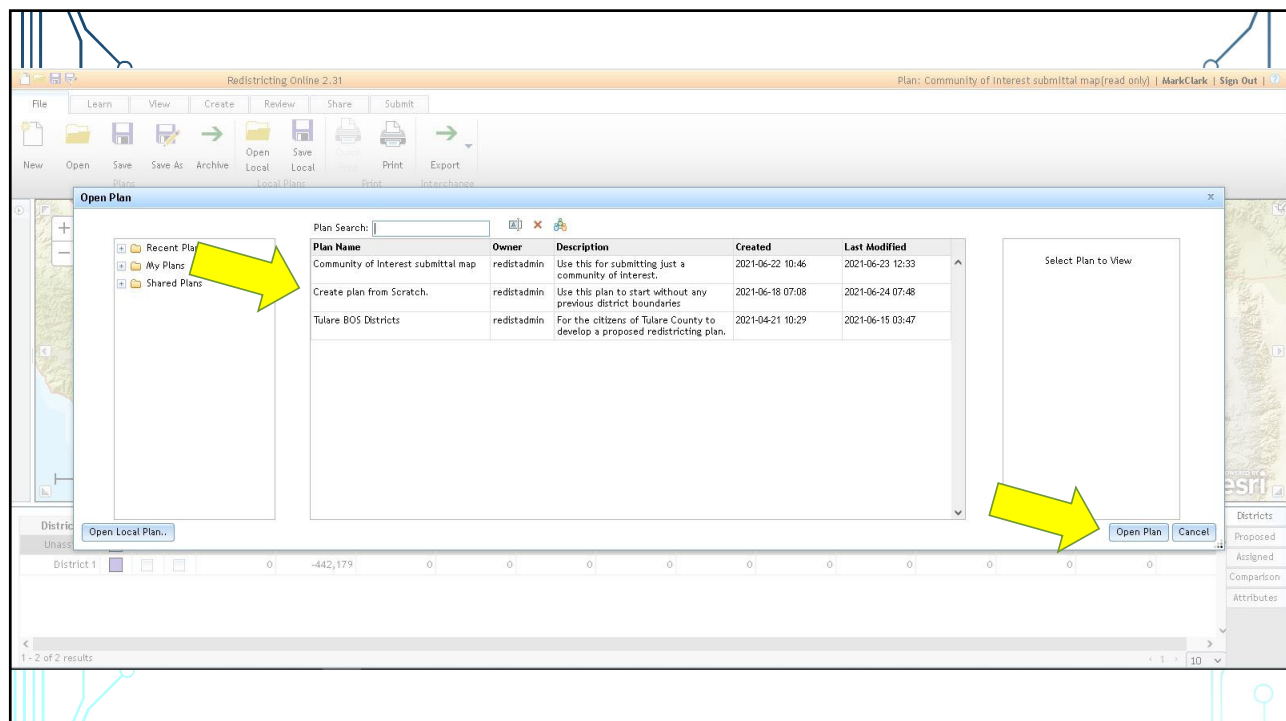 Redistricting Online 2.31 Plan: Community of Interest submittal map(read only) | MarkClark | Sign Out | ?
File Learn View Create Review Share Submit
New Open Save Save As Archive Open Local Save Local Print Export
Plans Local Plans Print Interchange
Open Plan x
Plan Search:
Recent Pla
My Plans
Shared Plans
Plan Name Owner Description Created Last Modified
Community of Interest submittal map redistadmin Use this for submitting just a 2021-06-22 10:46 2021-06-23 12:33
community of interest.
Create plan from Scratch. redistadmin Use this plan to start without any 2021-06-18 07:08 2021-06-24 07:48
previous district boundaries
Tulare BOS Districts redistadmin For the citizens of Tulare County to 2021-04-21 10:29 2021-06-15 03:47
develop a proposed redistricting plan.
Select Plan to View
esri
Open Local Plan.. Open Plan Cancel
Distric
Unass
District 1 0 -442,179 0 0 0 0 0 0 0 0 0 0
Districts
Proposed
Assigned
Comparison
Attributes
1 - 2 of 2 results 1 10